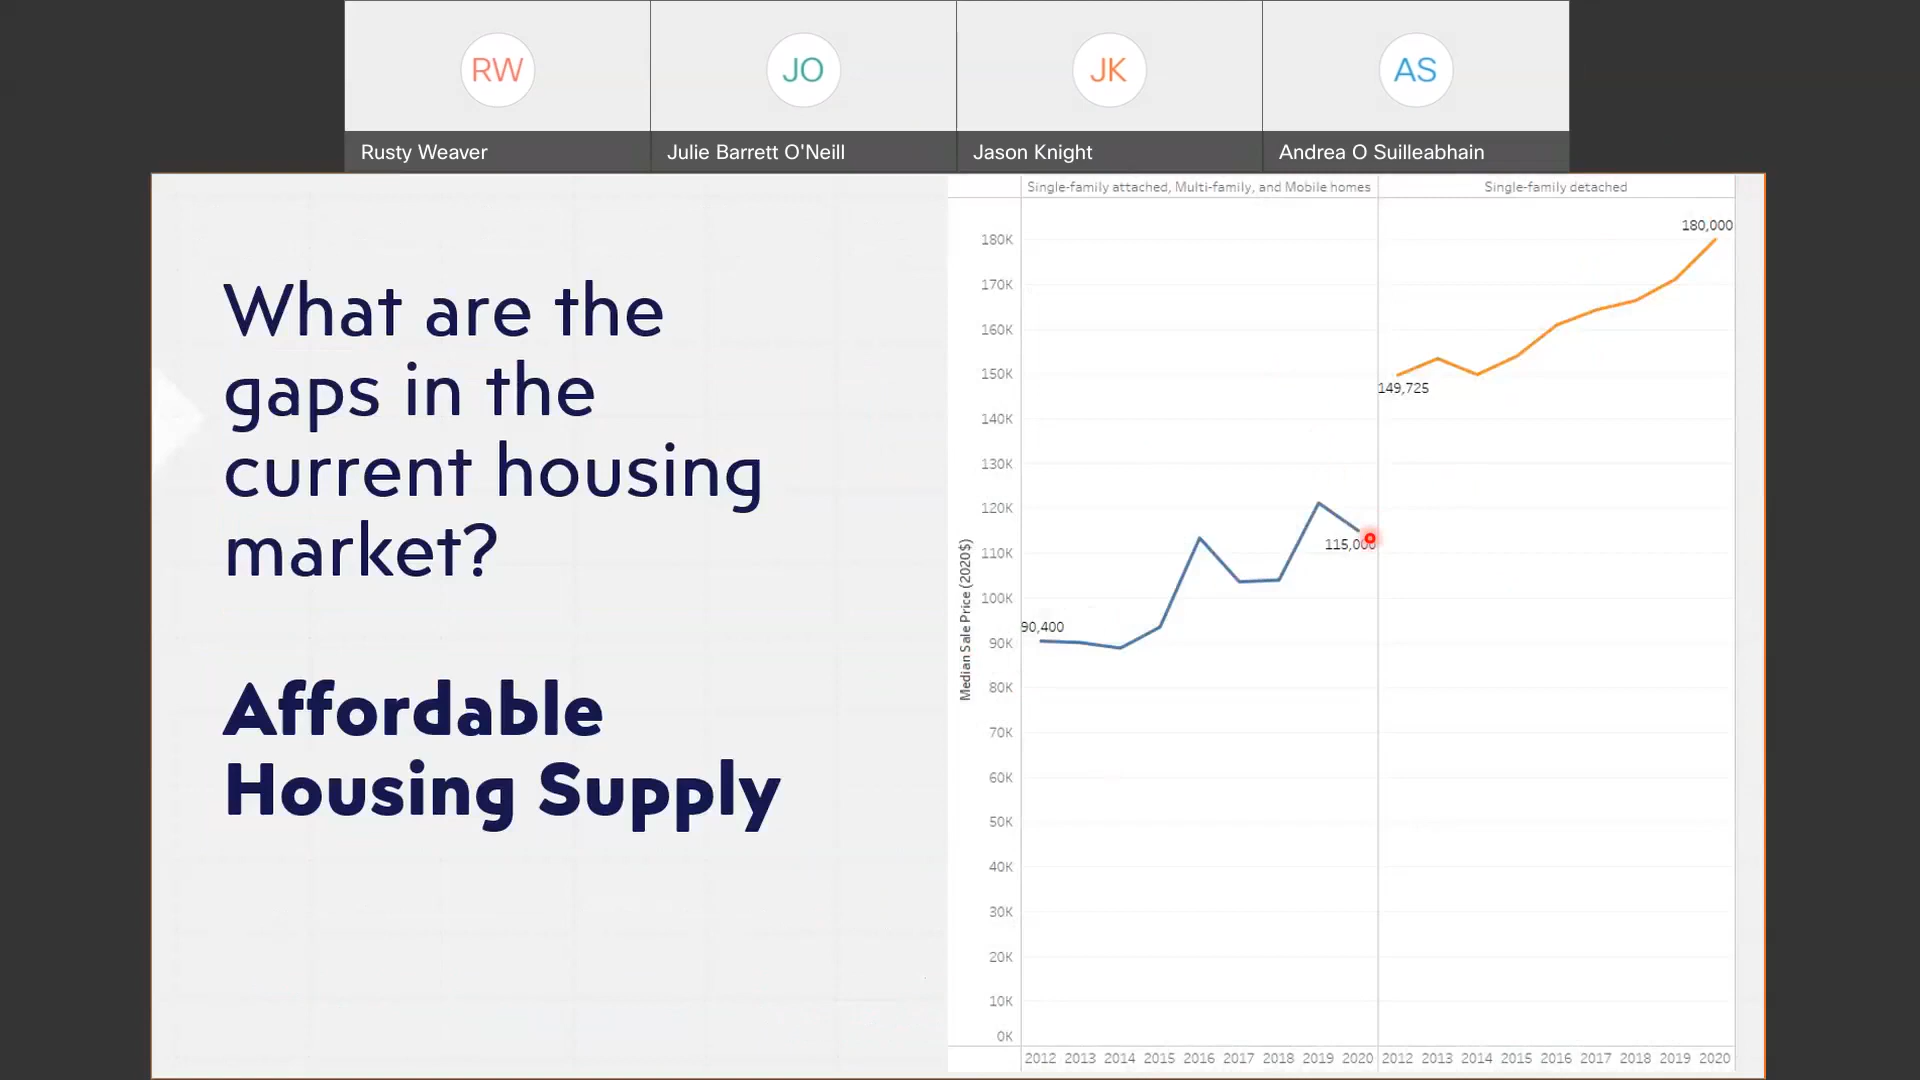 RW
JO
JK
AS
Rusty Weaver
Julie Barrett O'Neill
Jason Knight
Andrea O Suilleabhain
What are the
gaps in the
current housing
market?
Affordable
Housing Supply
Single-family attached, Multi-family, and Mobile homes
Single-family detached
Median Sale Price (2020$)
180K
170K
160K
150K
140K
130K
120K
110K
100K
90K
80K
70K
60K
50K
40K
30K
20K
10K
0K
90,400
115,000
149,725
180,000
2012 2013 2014 2015 2016 2017 2018 2019 2020
2012 2013 2014 2015 2016 2017 2018 2019 2020